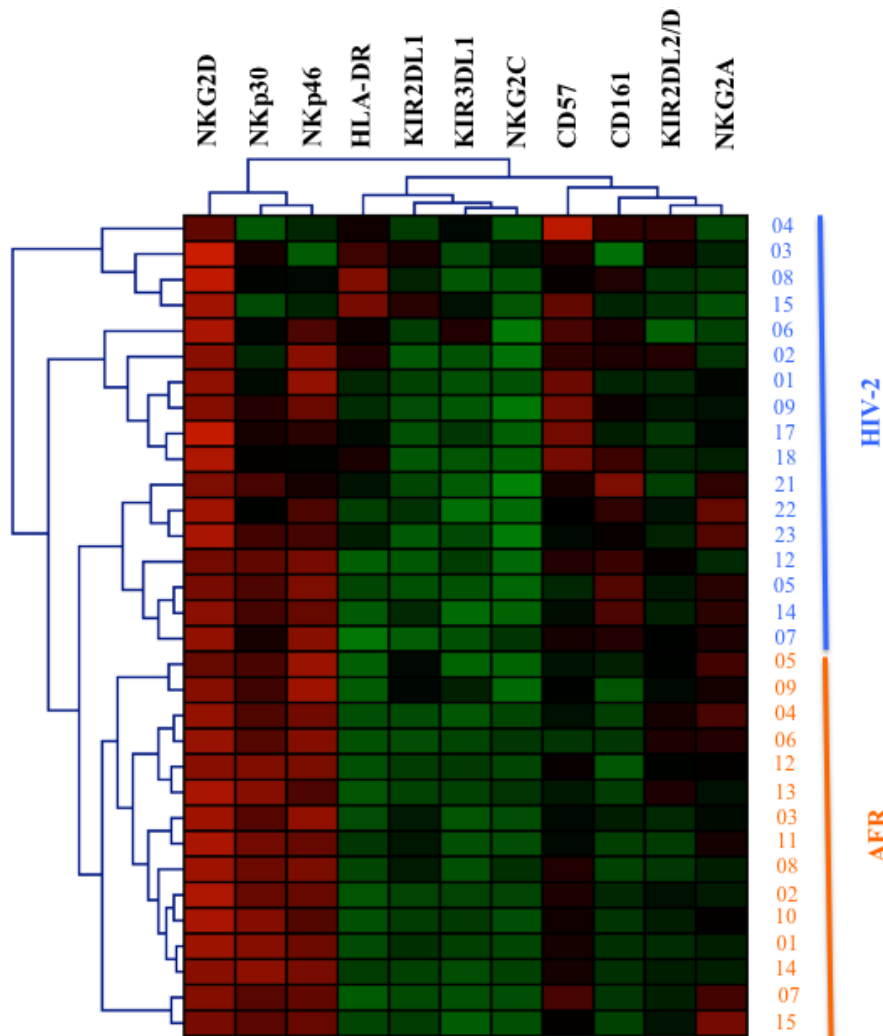 NKG2D
NKp30
NKp46
HLA-DR
KIR2DL1
KIR3DL1
NKG2C
CD57
CD161
KIR2DL2/D
NKG2A
04
03
08
15
06
02
01
09
17
18
21
22
23
12
05
14
07
HIV-2
05
09
04
06
12
13
03
11
08
02
10
01
14
07
15
AFR